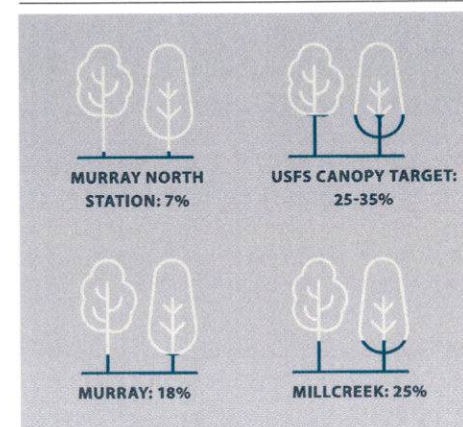 MURRAY NORTH
STATION: 7%
USFS CANOPY TARGET:
25-35%
MURRAY: 18%
MILLCREEK: 25%